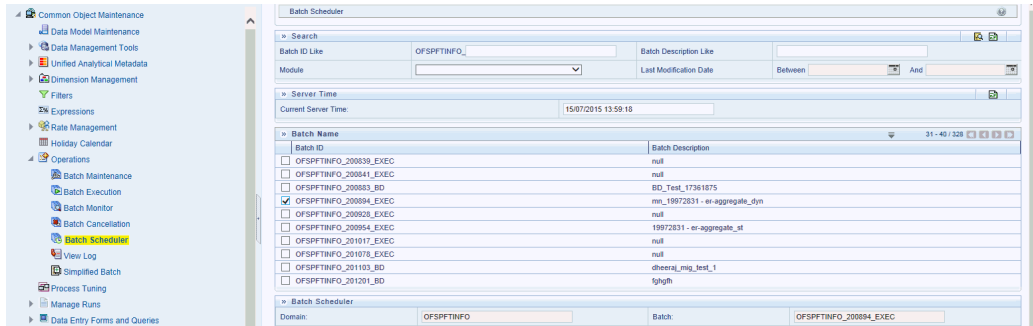 Common Object Maintenance
Data Model Maintenance
Data Management Tools
Unified Analytical Metadata
Dimension Management
Filters
Expressions
Rate Management
Holiday Calendar
Operations
Batch Maintenance
Batch Execution
Batch Monitor
Batch Cancellation
Batch Scheduler
View Log
Simplified Batch
Process Tuning
Manage Runs
Data Entry Forms and Queries
Batch Scheduler
» Search
Batch ID Like OFSPFTINFO_ Batch Description Like
Module Last Modification Date Between And
» Server Time
Current Server Time: 15/07/2015 13:59:18
» Batch Name 31 - 40 / 328
Batch ID Batch Description
OFSPFTINFO_200839_EXEC null
OFSPFTINFO_200841_EXEC null
OFSPFTINFO_200883_BD BD_Test_17361875
OFSPFTINFO_200894_EXEC mn_19972831 - er-aggregate_dyn
OFSPFTINFO_200928_EXEC null
OFSPFTINFO_200954_EXEC 19972831 - er-aggregate_st
OFSPFTINFO_201017_EXEC null
OFSPFTINFO_201078_EXEC null
OFSPFTINFO_201103_BD dheeraj_mig_test_1
OFSPFTINFO_201201_BD fghgfh
» Batch Scheduler
Domain: OFSPFTINFO Batch: OFSPFTINFO_200894_EXEC